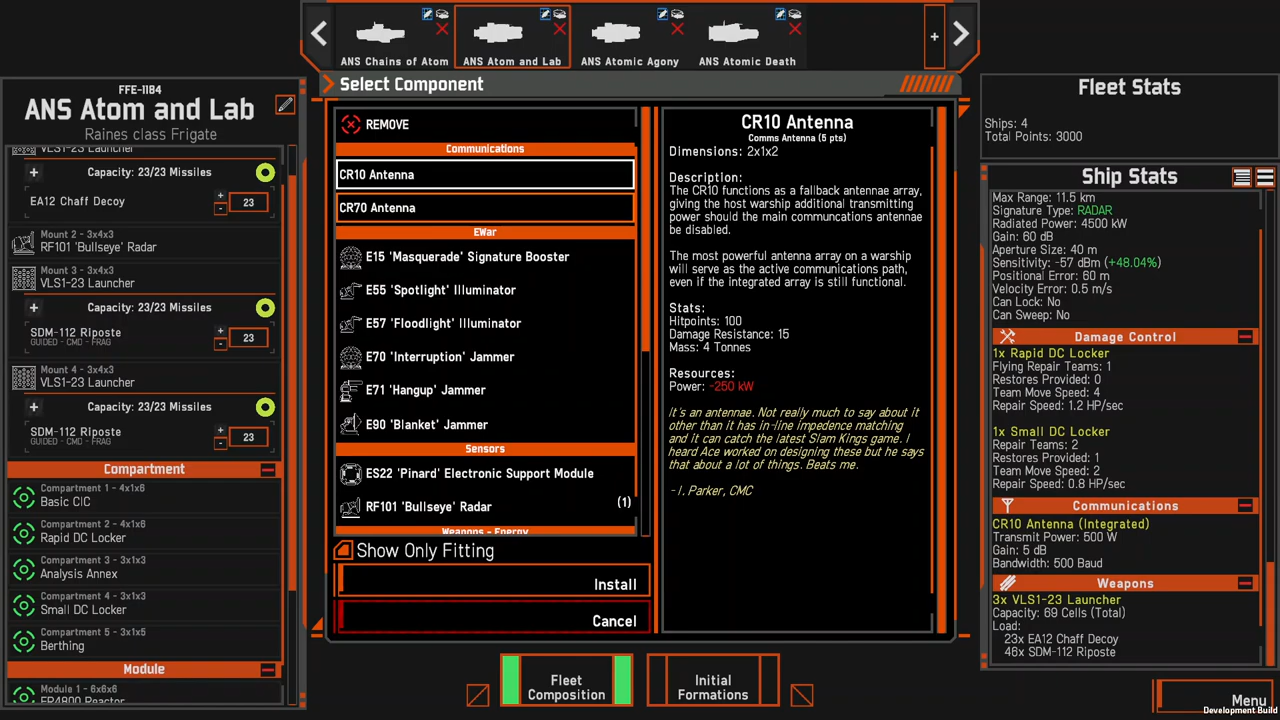 ANS Chains of Atom
ANS Atom and Lab
ANS Atomic Agony
ANS Atomic Death
+
FFE-1184
ANS Atom and Lab
Raines class Frigate
VLS1-23 Launcher
+ Capacity: 23/23 Missiles
EA12 Chaff Decoy
+
-
23
Mount 2 - 3x4x3
RF101 'Bullseye' Radar
Mount 3 - 3x4x3
VLS1-23 Launcher
+ Capacity: 23/23 Missiles
SDM-112 Riposte
GUIDED - CMD - FRAG
+
-
23
Mount 4 - 3x4x3
VLS1-23 Launcher
+ Capacity: 23/23 Missiles
SDM-112 Riposte
GUIDED - CMD - FRAG
+
-
23
Compartment
Compartment 1 - 4x1x6
Basic CIC
Compartment 2 - 4x1x6
Rapid DC Locker
Compartment 3 - 3x1x3
Analysis Annex
Compartment 4 - 3x1x3
Small DC Locker
Compartment 5 - 3x1x5
Berthing
Module
Module 1 - 6x6x6
FR4800 Reactor
Select Component
REMOVE
Communications
CR10 Antenna
CR70 Antenna
EWar
E15 'Masquerade' Signature Booster
E55 'Spotlight' Illuminator
E57 'Floodlight' Illuminator
E70 'Interruption' Jammer
E71 'Hangup' Jammer
E90 'Blanket' Jammer
Sensors
ES22 'Pinard' Electronic Support Module
RF101 'Bullseye' Radar (1)
Weapons - Energy
Show Only Fitting
Install
Cancel
CR10 Antenna
Comms Antenna (5 pts)
Dimensions: 2x1x2
Description:
The CR10 functions as a fallback antennae array,
giving the host warship additional transmitting
power should the main communcations antennae
be disabled.
The most powerful antenna array on a warship
will serve as the active communications path,
even if the integrated array is still functional.
Stats:
Hitpoints: 100
Damage Resistance: 15
Mass: 4 Tonnes
Resources:
Power: -250 kW
It's an antennae. Not really much to say about it
other than it has in-line impedence matching
and it can catch the latest Slam Kings game. I
heard Ace worked on designing these but he says
that about a lot of things. Beats me.
- I. Parker, CMC
Fleet Composition
Initial Formations
Fleet Stats
Ships: 4
Total Points: 3000
Ship Stats
Max Range: 11.5 km
Signature Type: RADAR
Radiated Power: 4500 kW
Gain: 60 dB
Aperture Size: 40 m
Sensitivity: -57 dBm (+48.04%)
Positional Error: 60 m
Velocity Error: 0.5 m/s
Can Lock: No
Can Sweep: No
Damage Control
1x Rapid DC Locker
Flying Repair Teams: 1
Restores Provided: 0
Team Move Speed: 4
Repair Speed: 1.2 HP/sec
1x Small DC Locker
Repair Teams: 2
Restores Provided: 1
Team Move Speed: 2
Repair Speed: 0.8 HP/sec
Communications
CR10 Antenna (Integrated)
Transmit Power: 500 W
Gain: 5 dB
Bandwidth: 500 Baud
Weapons
3x VLS1-23 Launcher
Capacity: 69 Cells (Total)
Load:
23x EA12 Chaff Decoy
46x SDM-112 Riposte
Menu
Development Build